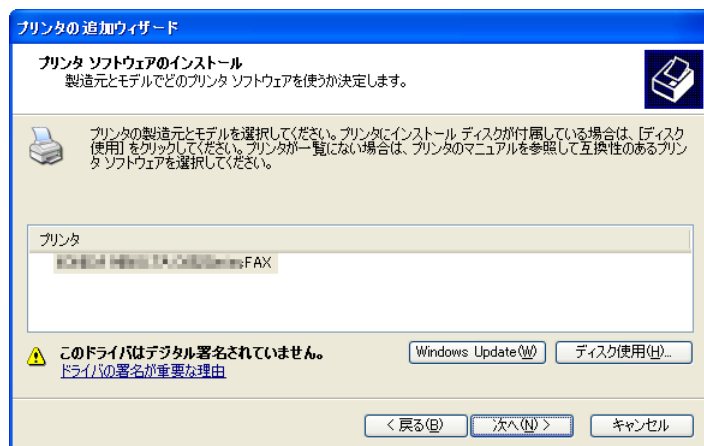 プリンタの追加ウィザード
プリンタ ソフトウェアのインストール
製造元とモデルでどのプリンタ ソフトウェアを使うか決定します。
プリンタの製造元とモデルを選択してください。プリンタにインストール ディスクが付属している場合は、[ディスク
使用] をクリックしてください。プリンタが一覧にない場合は、プリンタのマニュアルを参照して互換性のあるプリン
タ ソフトウェアを選択してください。
プリンタ
FAX
このドライバはデジタル署名されていません。
ドライバの署名が重要な理由
Windows Update(W)
ディスク使用(H)...
< 戻る(B)
次へ(N) >
キャンセル